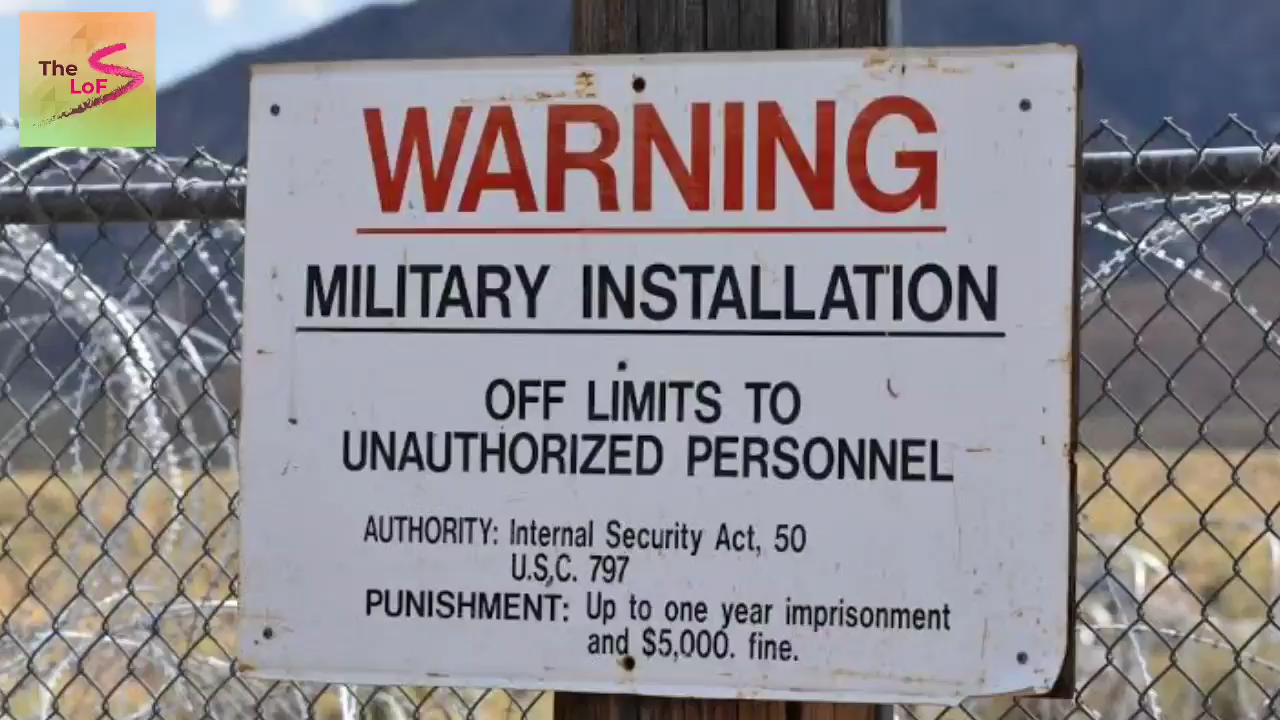 The
LoF
WARNING
MILITARY INSTALLATION
OFF LIMITS TO
UNAUTHORIZED PERSONNEL
AUTHORITY: Internal Security Act, 50
U.S,C. 797
PUNISHMENT: Up to one year imprisonment
and $5,000. fine.